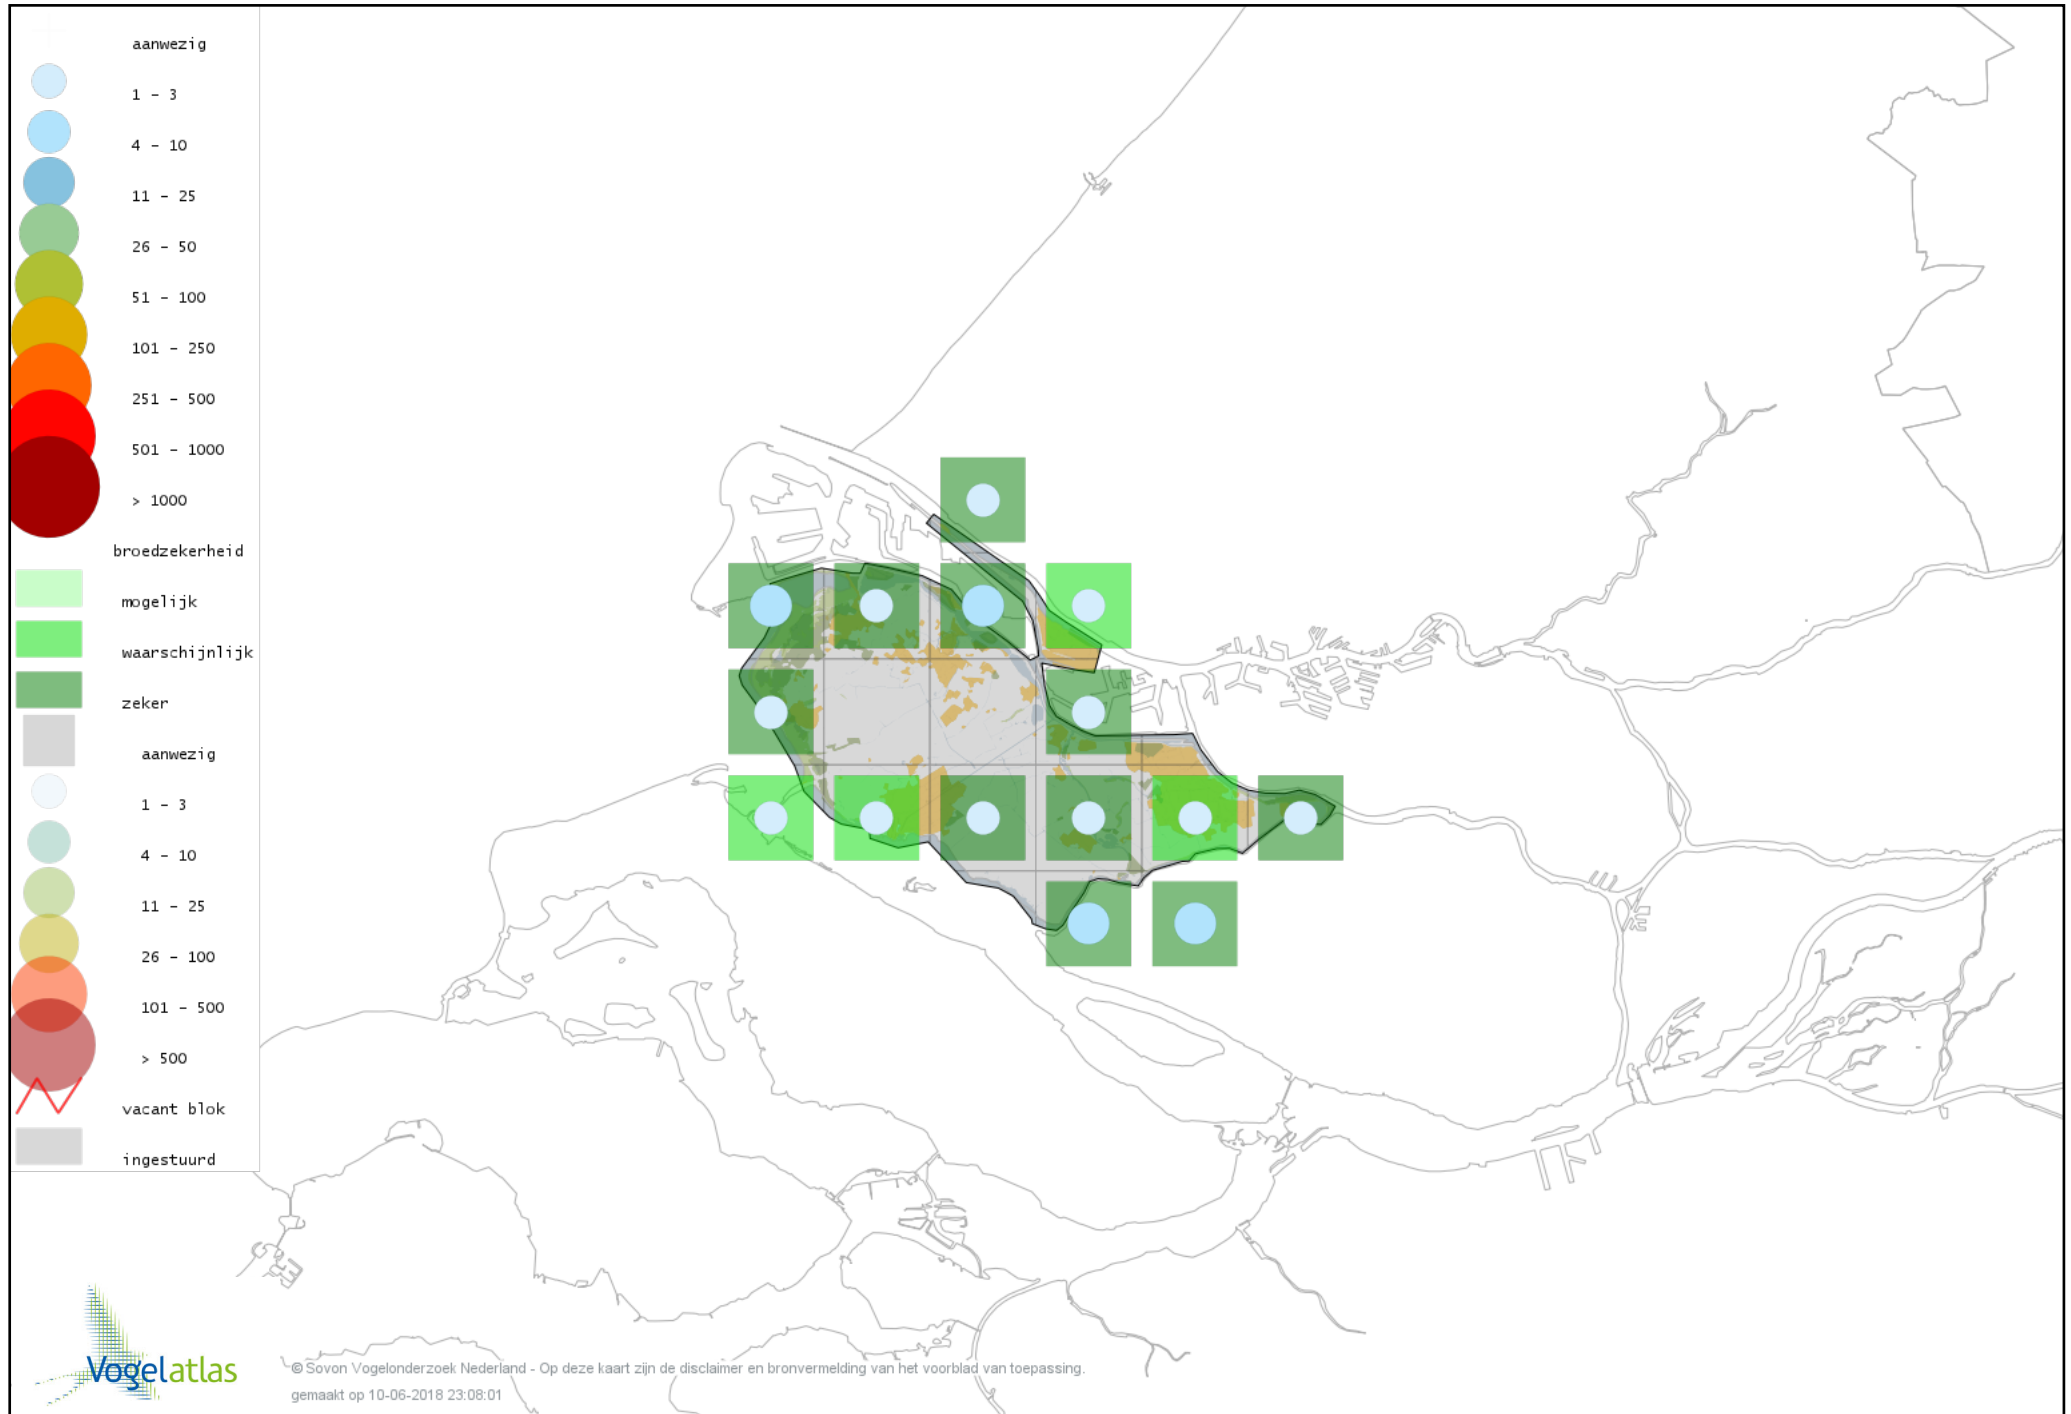 aanwezig
1 - 3
4 - 10
11 - 25
26 - 50
51 - 100
101 - 250
251 - 500
501 - 1000
> 1000
broedzekerheid
mogelijk
waarschijnlijk
zeker
aanwezig
1 - 3
4 - 10
11 - 25
26 - 100
101 - 500
> 500
vacant blok
ingestuurd
Vogelatlas
© Sovon Vogelonderzoek Nederland - Op deze kaart zijn de disclaimer en bronvermelding van het voorblad van toepassing.
gemaakt op 10-06-2018 23:08:01